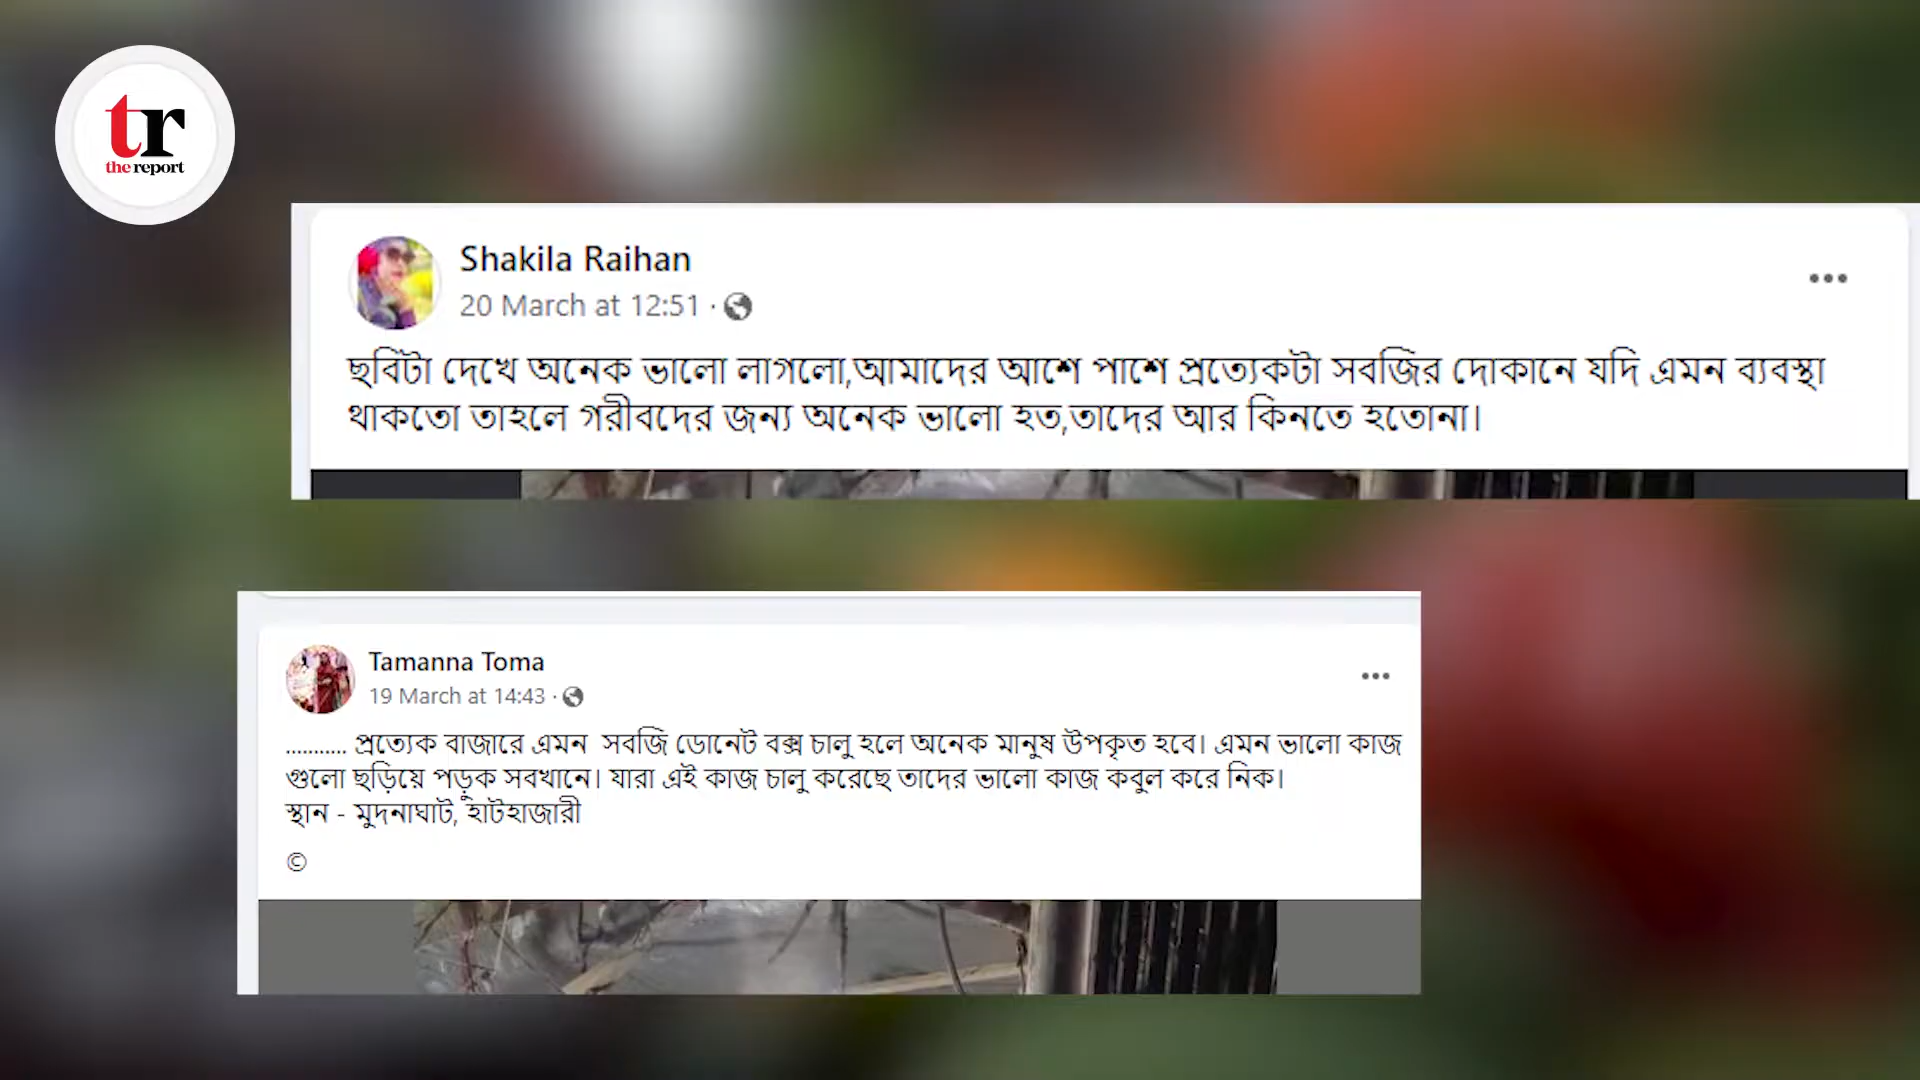 tr
the report
Shakila Raihan
20 March at 12:51 ·
ছবিটা দেখে অনেক ভালো লাগলো,আমাদের আশে পাশে প্রত্যেকটা সবজির দোকানে যদি এমন ব্যবস্থা
থাকতো তাহলে গরীবদের জন্য অনেক ভালো হত,তাদের আর কিনতে হতোনা।
Tamanna Toma
19 March at 14:43 ·
........... প্রত্যেক বাজারে এমন সবজি ডোনেট বক্স চালু হলে অনেক মানুষ উপকৃত হবে। এমন ভালো কাজ
গুলো ছড়িয়ে পড়ুক সবখানে। যারা এই কাজ চালু করেছে তাদের ভালো কাজ কবুল করে নিক।
স্থান - মুদনাঘাট, হাটহাজারী
©